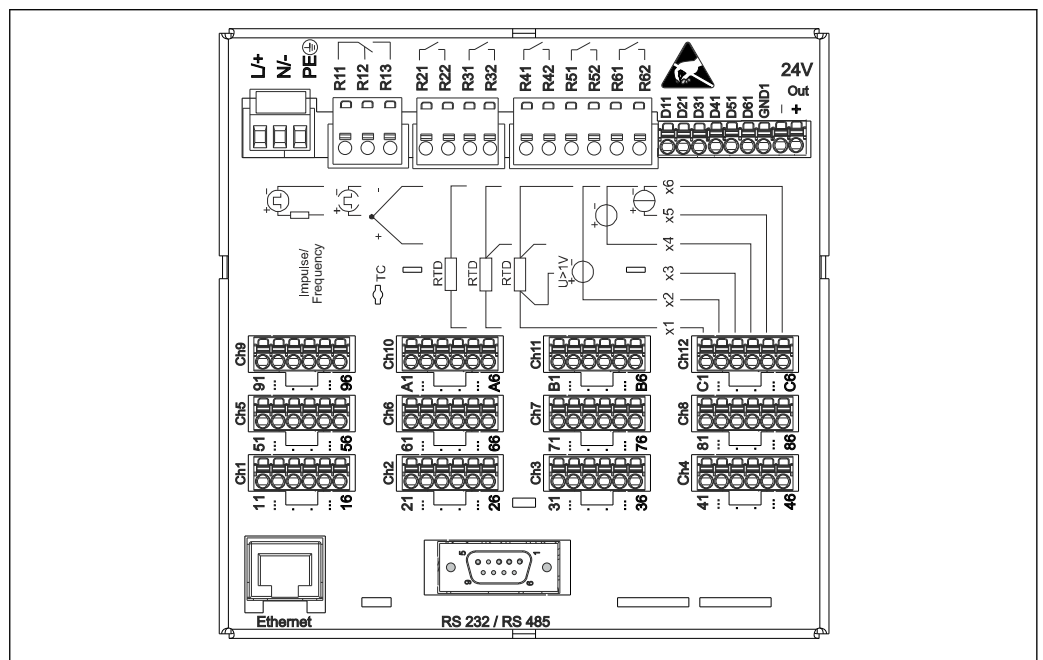 L/+ N/- PE
R11 R12 R13
R21 R22 R31 R32
R41 R42 R51 R52 R61 R62
D11 D21 D31 D41 D51 D61 GND1 - +
24V
Out
- + - + - +
Impulse/
Frequency
TC
RTD RTD RTD
U>1V
+ - + - + -
x6
x5
x4
x3
x2
x1
Ch9 Ch10 Ch11 Ch12
91 ... 96 A1 ... A6 B1 ... B6 C1 ... C6
Ch5 Ch6 Ch7 Ch8
51 ... 56 61 ... 66 71 ... 76 81 ... 86
Ch1 Ch2 Ch3 Ch4
11 ... 16 21 ... 26 31 ... 36 41 ... 46
5 1
9 6
Ethernet
RS 232 / RS 485